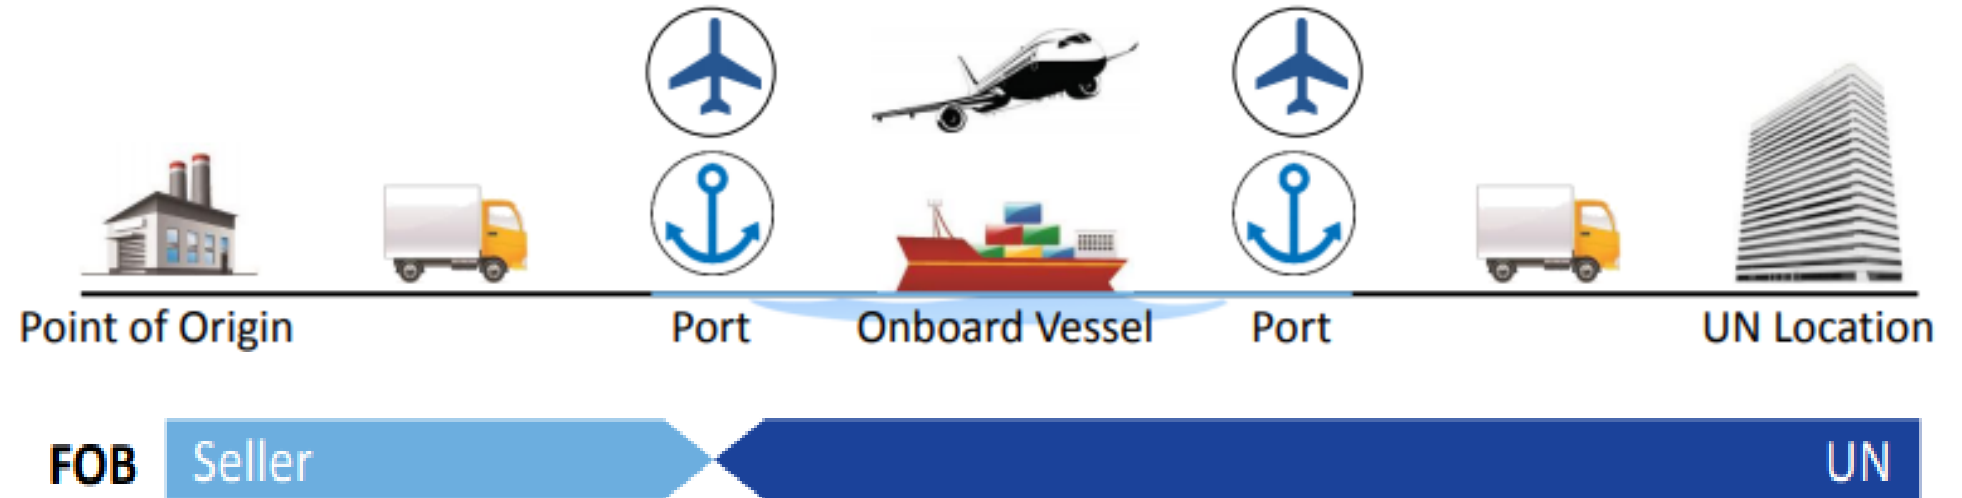 Point of Origin
Port
Onboard Vessel
Port
UN Location
FOB
Seller
UN